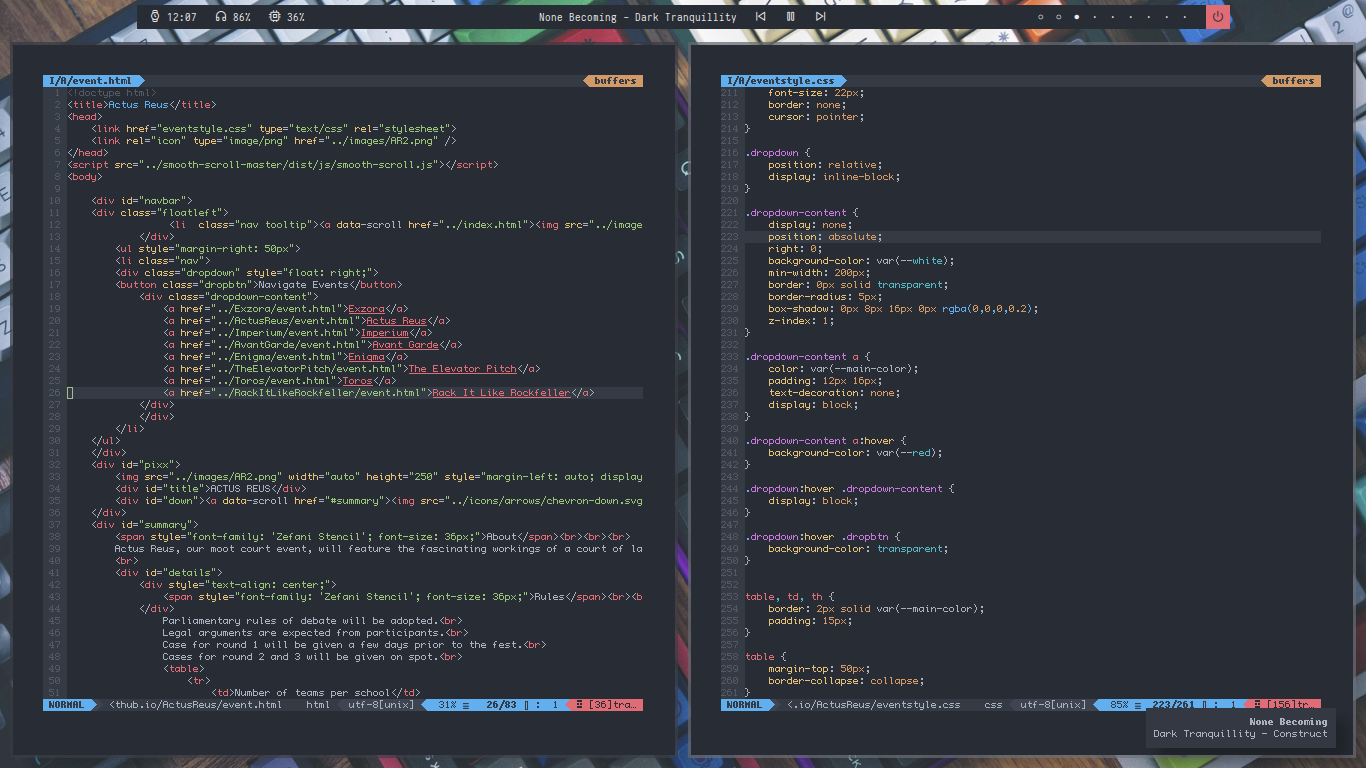 12:07 86% 36% None Becoming - Dark Tranquillity
I/A/event.html buffers
1 <!doctype html>
2 <title>Actus Reus</title>
3 <head>
4 <link href="eventstyle.css" type="text/css" rel="stylesheet">
5 <link rel="icon" type="image/png" href="../images/AR2.png" />
6 </head>
7 <script src="../smooth-scroll-master/dist/js/smooth-scroll.js"></script>
8 <body>
9
10 <div id="navbar">
11 <div class="floatleft">
12 <li  class="nav tooltip"><a data-scroll href="../index.html"><img src="../image
13 </div>
14 <ul style="margin-right: 50px">
15 <li class="nav">
16 <div class="dropdown" style="float: right;">
17 <button class="dropbtn">Navigate Events</button>
18 <div class="dropdown-content">
19 <a href="../Exzora/event.html">Exzora</a>
20 <a href="../ActusReus/event.html">Actus Reus</a>
21 <a href="../Imperium/event.html">Imperium</a>
22 <a href="../AvantGarde/event.html">Avant Garde</a>
23 <a href="../Enigma/event.html">Enigma</a>
24 <a href="../TheElevatorPitch/event.html">The Elevator Pitch</a>
25 <a href="../Toros/event.html">Toros</a>
26 <a href="../RackItLikeRockfeller/event.html">Rack It Like Rockfeller</a>
27 </div>
28 </div>
29 </li>
30 </ul>
31 </div>
32 <div id="pixx">
33 <img src="../images/AR2.png" width="auto" height="250" style="margin-left: auto; display
34 <div id="title">ACTUS REUS</div>
35 <div id="down"><a data-scroll href="#summary"><img src="../icons/arrows/chevron-down.svg
36 </div>
37 <div id="summary">
38 <span style="font-family: 'Zefani Stencil'; font-size: 36px;">About</span><br><br><br>
39 Actus Reus, our moot court event, will feature the fascinating workings of a court of la
40 <br>
41 <div id="details">
42 <div style="text-align: center;">
43 <span style="font-family: 'Zefani Stencil'; font-size: 36px;">Rules</span><br><b
44 </div>
45 Parliamentary rules of debate will be adopted.<br>
46 Legal arguments are expected from participants.<br>
47 Case for round 1 will be given a few days prior to the fest.<br>
48 Cases for round 2 and 3 will be given on spot.<br>
49 <table>
50 <tr>
51 <td>Number of teams per school</td>
NORMAL <thub.io/ActusReus/event.html html utf-8[unix] 31% 26/83 : 1 [36]tra…
I/A/eventstyle.css buffers
211 font-size: 22px;
212 border: none;
213 cursor: pointer;
214 }
215
216 .dropdown {
217 position: relative;
218 display: inline-block;
219 }
220
221 .dropdown-content {
222 display: none;
223 position: absolute;
224 right: 0;
225 background-color: var(--white);
226 min-width: 200px;
227 border: 0px solid transparent;
228 border-radius: 5px;
229 box-shadow: 0px 8px 16px 0px rgba(0,0,0,0.2);
230 z-index: 1;
231 }
232
233 .dropdown-content a {
234 color: var(--main-color);
235 padding: 12px 16px;
236 text-decoration: none;
237 display: block;
238 }
239
240 .dropdown-content a:hover {
241 background-color: var(--red);
242 }
243
244 .dropdown:hover .dropdown-content {
245 display: block;
246 }
247
248 .dropdown:hover .dropbtn {
249 background-color: transparent;
250 }
251
252
253 table, td, th {
254 border: 2px solid var(--main-color);
255 padding: 15px;
256 }
257
258 table {
259 margin-top: 50px;
260 border-collapse: collapse;
261 }
NORMAL <.io/ActusReus/eventstyle.css css utf-8[unix] 85% 223/261 : 1 [156]tr…
None Becoming
Dark Tranquillity - Construct